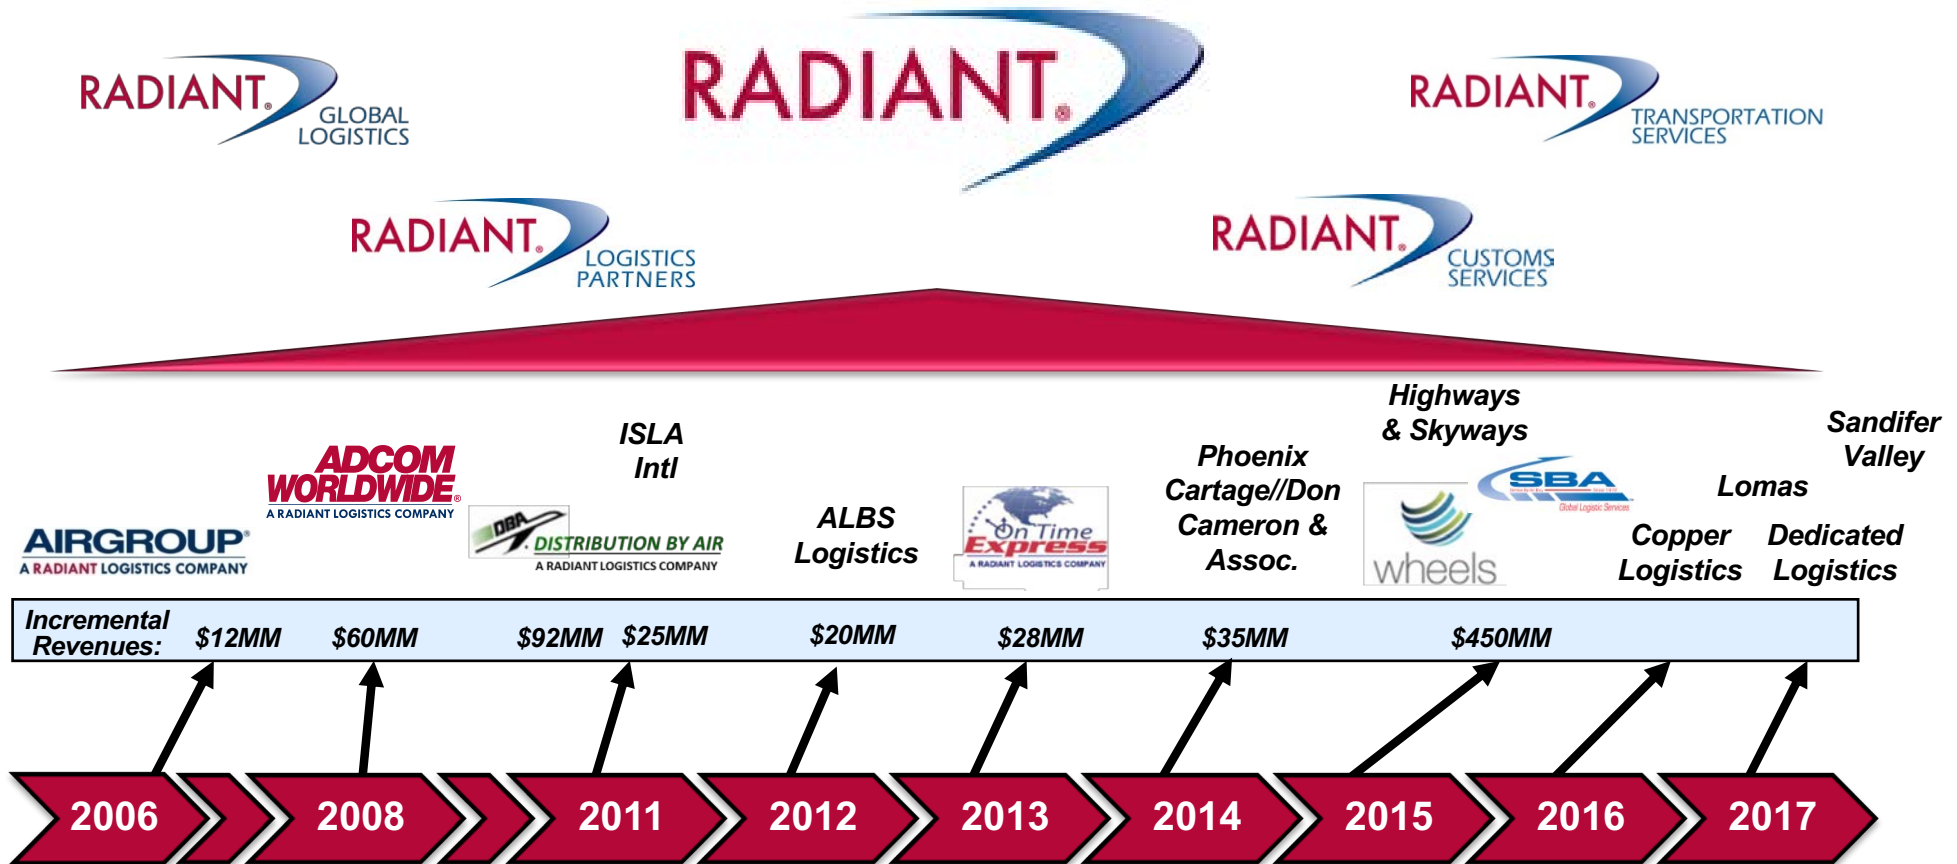 RADIANT®
GLOBAL
LOGISTICS
RADIANT®
RADIANT®
TRANSPORTATION
SERVICES
RADIANT®
LOGISTICS
PARTNERS
RADIANT®
CUSTOMS
SERVICES
AIRGROUP®
A RADIANT LOGISTICS COMPANY
ADCOM
WORLDWIDE®
A RADIANT LOGISTICS COMPANY
DBA
DISTRIBUTION BY AIR
A RADIANT LOGISTICS COMPANY
ISLA
Intl
ALBS
Logistics
On Time
Express
A RADIANT LOGISTICS COMPANY
Phoenix
Cartage//Don
Cameron &
Assoc.
Highways
& Skyways
wheels
SBA
Global Logistic Services
Copper
Logistics
Lomas
Dedicated
Logistics
Sandifer
Valley
Incremental
Revenues:
$12MM
$60MM
$92MM
$25MM
$20MM
$28MM
$35MM
$450MM
2006
2008
2011
2012
2013
2014
2015
2016
2017